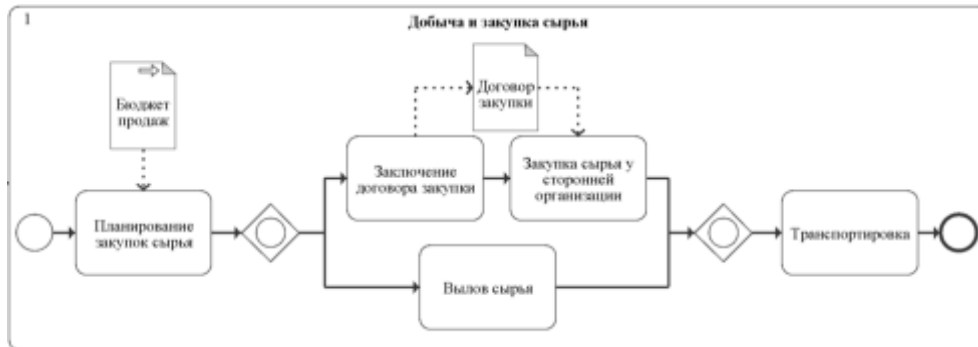 1
Добыча и закупка сырья
Бюджет
продаж
Договор
закупки
Заключение
договора закупки
Закупка сырья у
сторонней
организации
Планирование
закупок сырья
Вылов сырья
Транспортировка